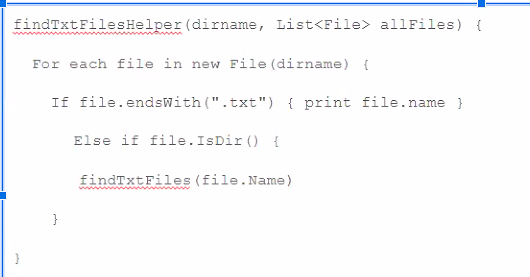 findTxtFilesHelper(dirname, List<File> allFiles) {
For each file in new File(dirname) {
If file.endsWith(".txt") { print file.name }
Else if file.IsDir() {
findTxtFiles(file.Name)
}
}